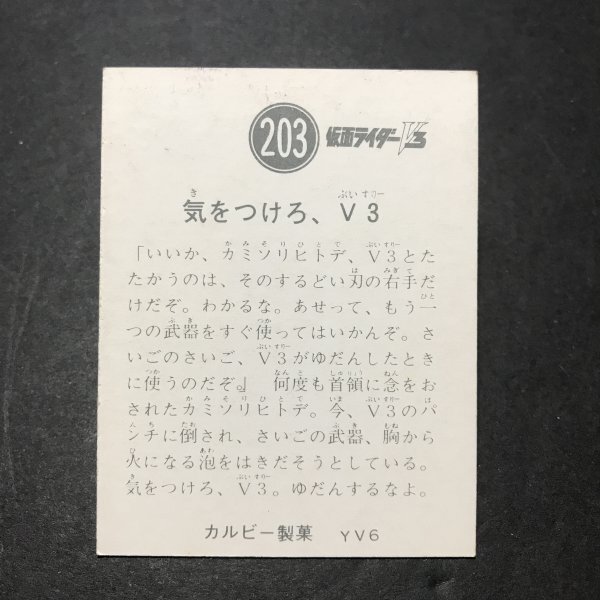 203 仮面ライダーV3
気をつけろ、V3
「いいか、カミソリヒトデ、V3とた
たかうのは、そのするどい刃の右手だ
けだぞ。わかるな。あせって、もう一
つの武器をすぐ使ってはいかんぞ。さ
いごのさいご、V3がゆだんしたとき
に使うのだぞ。』何度も首領に念をお
されたカミソリヒトデ。今、V3のパ
ンチに倒され、さいごの武器、胸から
火になる泡をはきだそうとしている。
気をつけろ、V3。ゆだんするなよ。
カルビー製菓 YV6